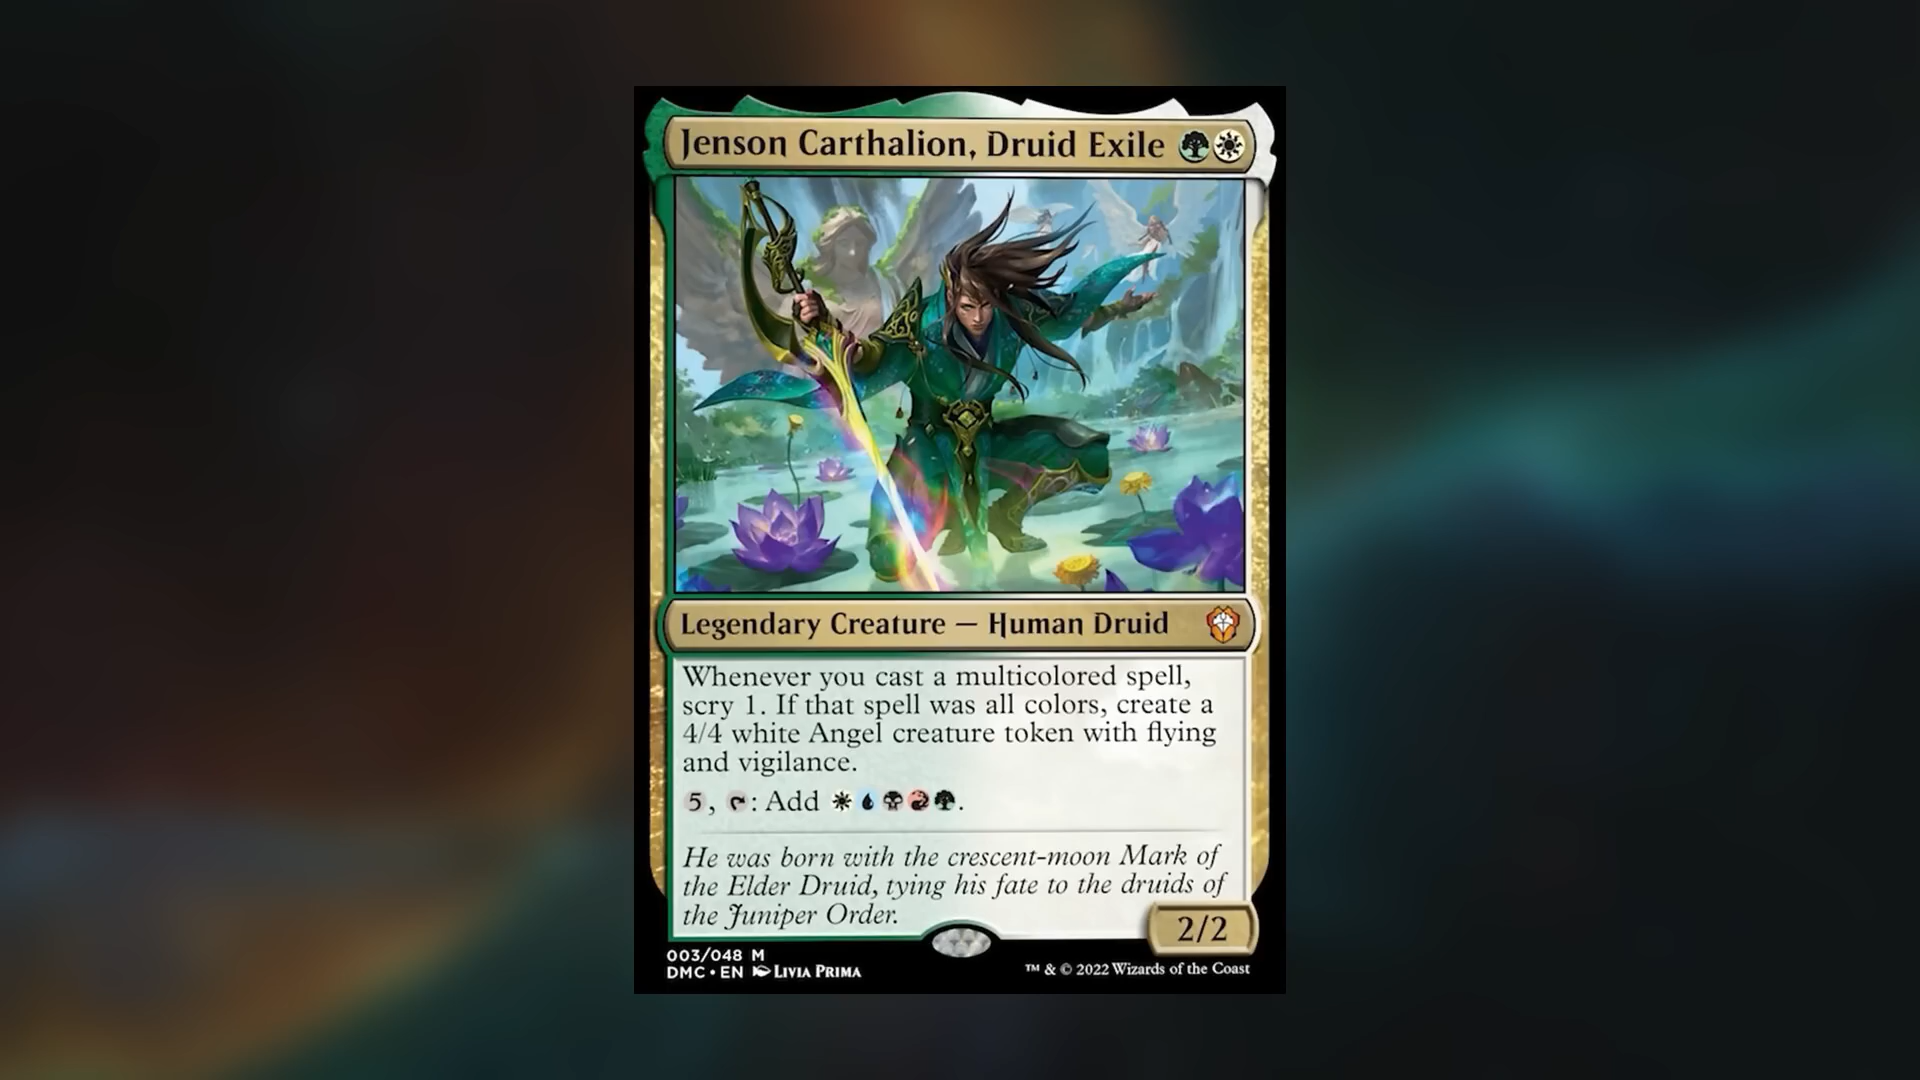 Jenson Carthalion, Druid Exile
Legendary Creature — Human Druid
Whenever you cast a multicolored spell,
scry 1. If that spell was all colors, create a
4/4 white Angel creature token with flying
and vigilance.
5, : Add .
He was born with the crescent-moon Mark of
the Elder Druid, tying his fate to the druids of
the Juniper Order.
2/2
003/048 M
DMC • EN Livia Prima
™ & © 2022 Wizards of the Coast